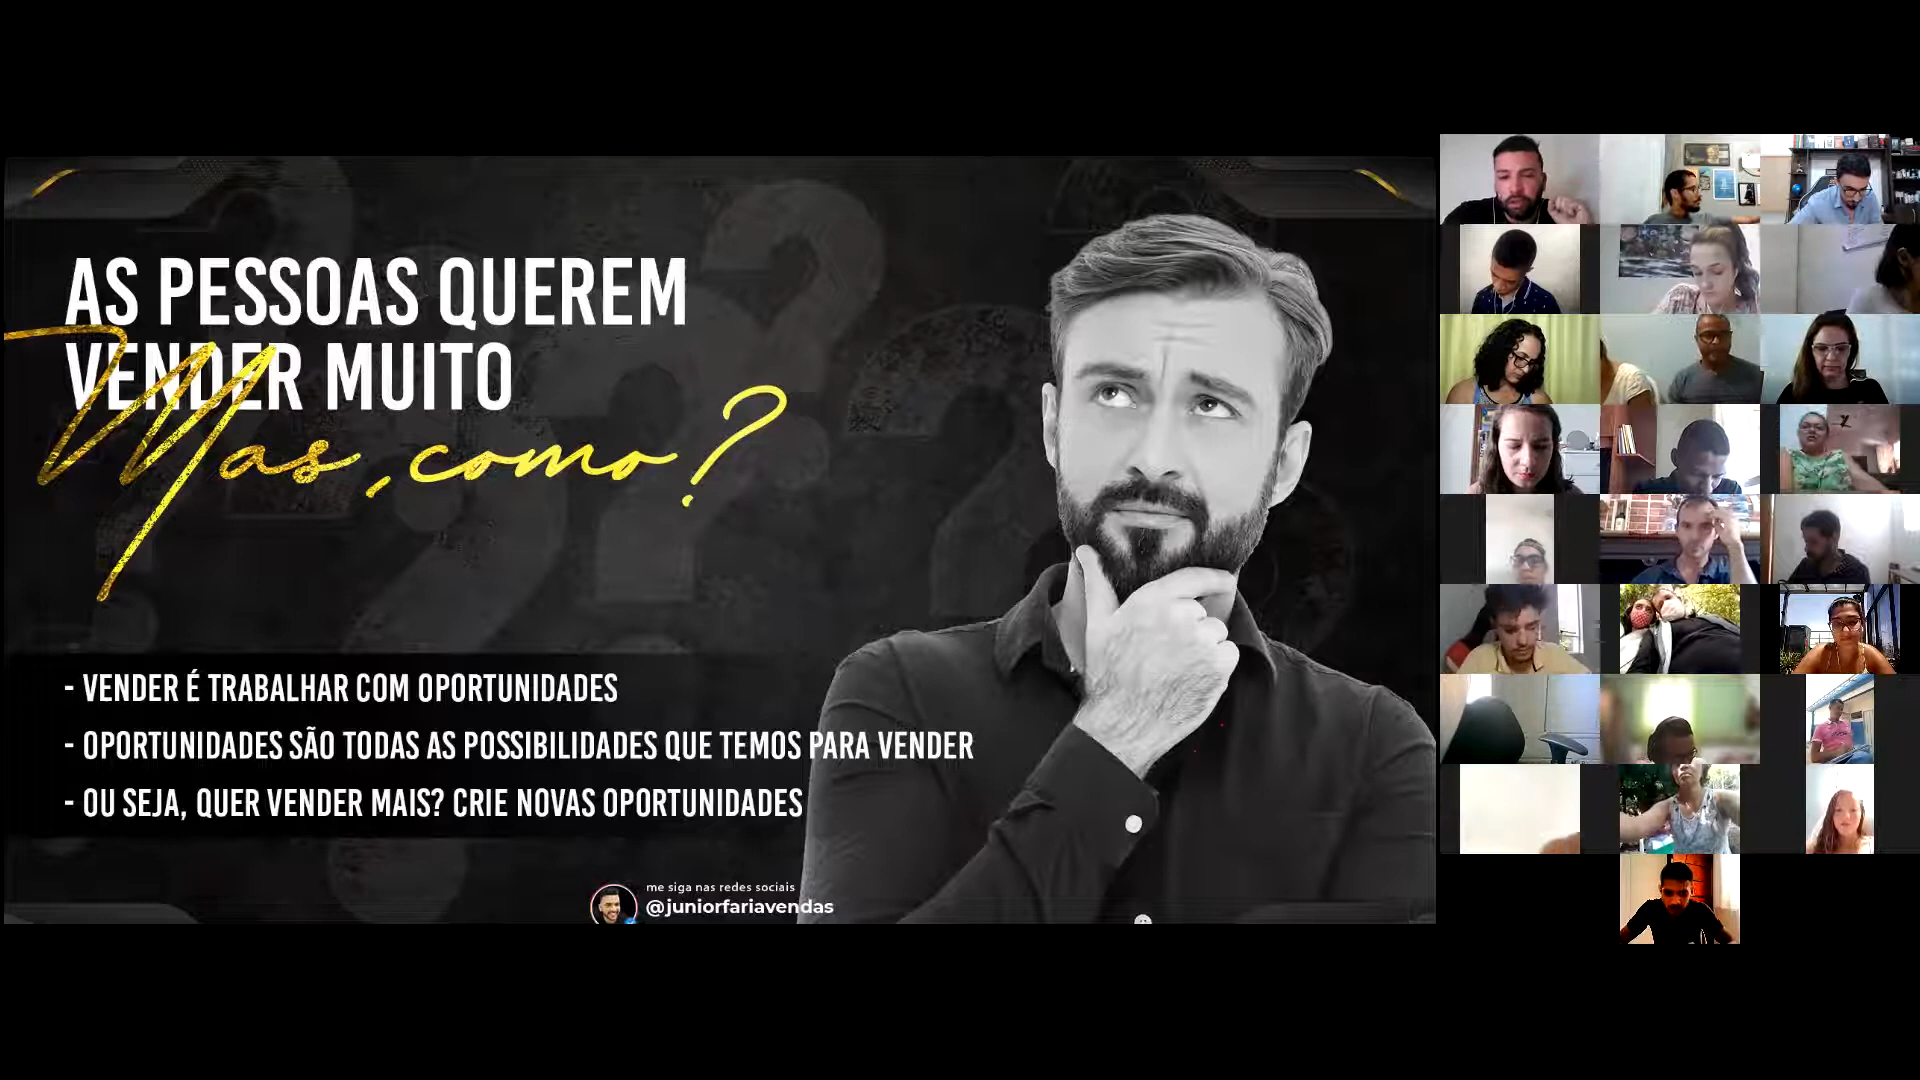 AS PESSOAS QUEREM
VENDER MUITO
Mas, como?
- VENDER É TRABALHAR COM OPORTUNIDADES
- OPORTUNIDADES SÃO TODAS AS POSSIBILIDADES QUE TEMOS PARA VENDER
- OU SEJA, QUER VENDER MAIS? CRIE NOVAS OPORTUNIDADES
me siga nas redes sociais
@juniorfariavendas